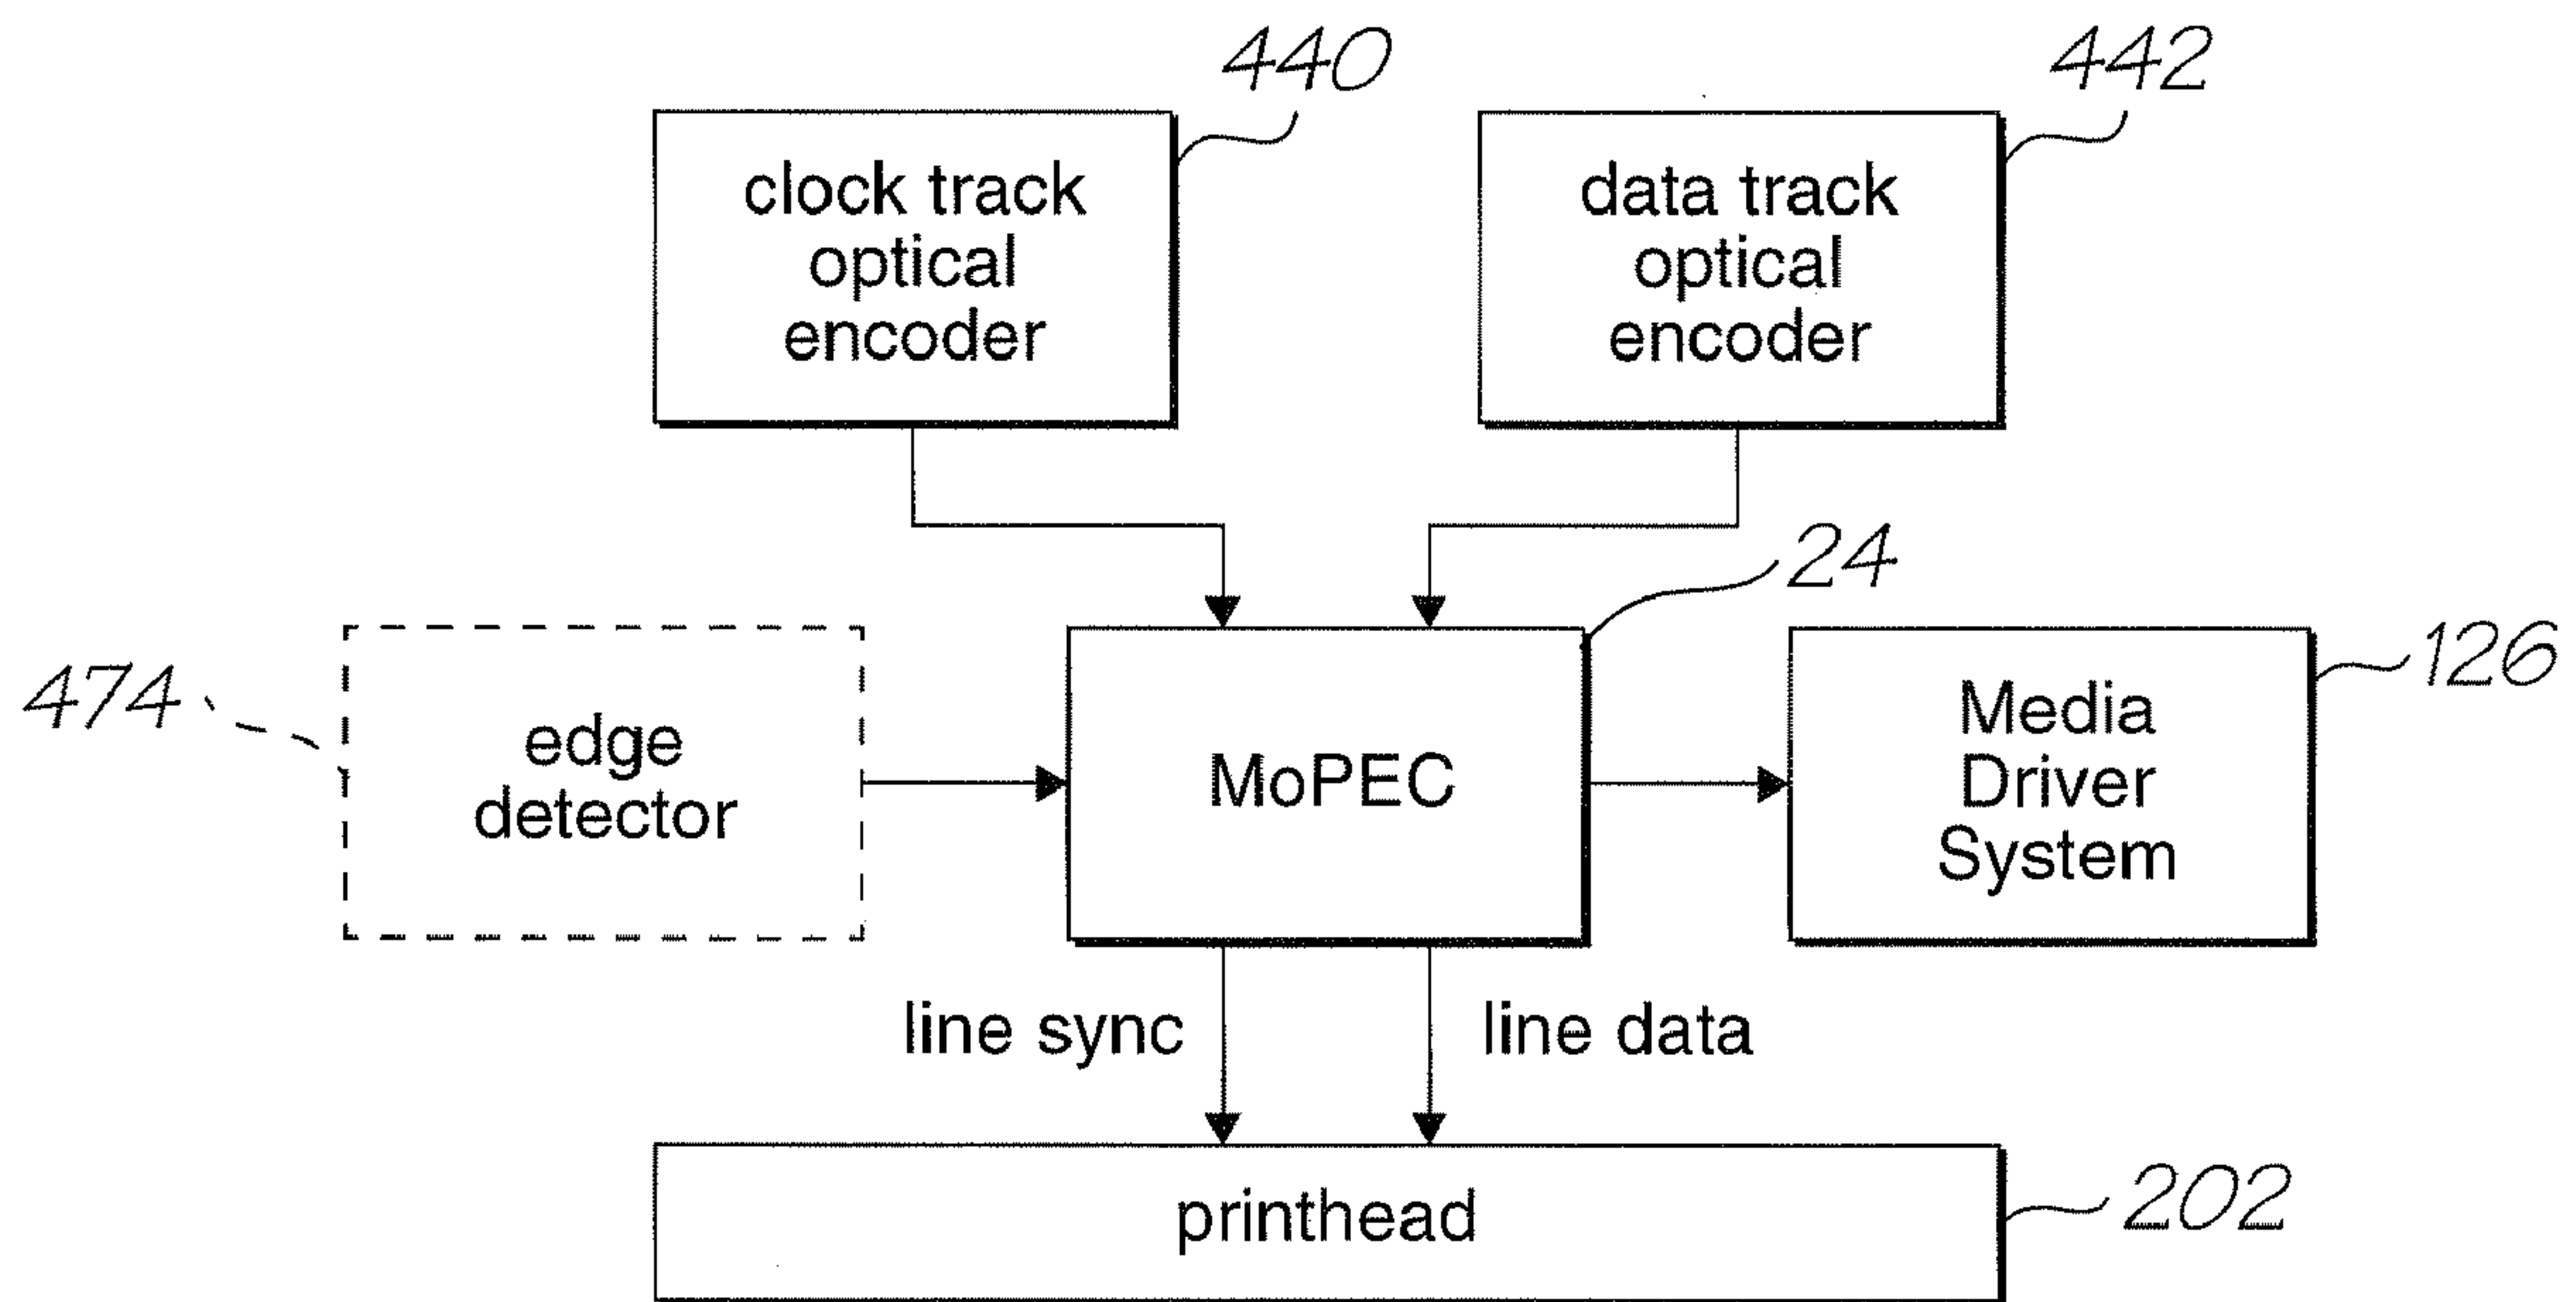 440
442
clock track
optical
encoder
data track
optical
encoder
24
474
edge
detector
MoPEC
Media
Driver
System
126
line sync
line data
printhead
202